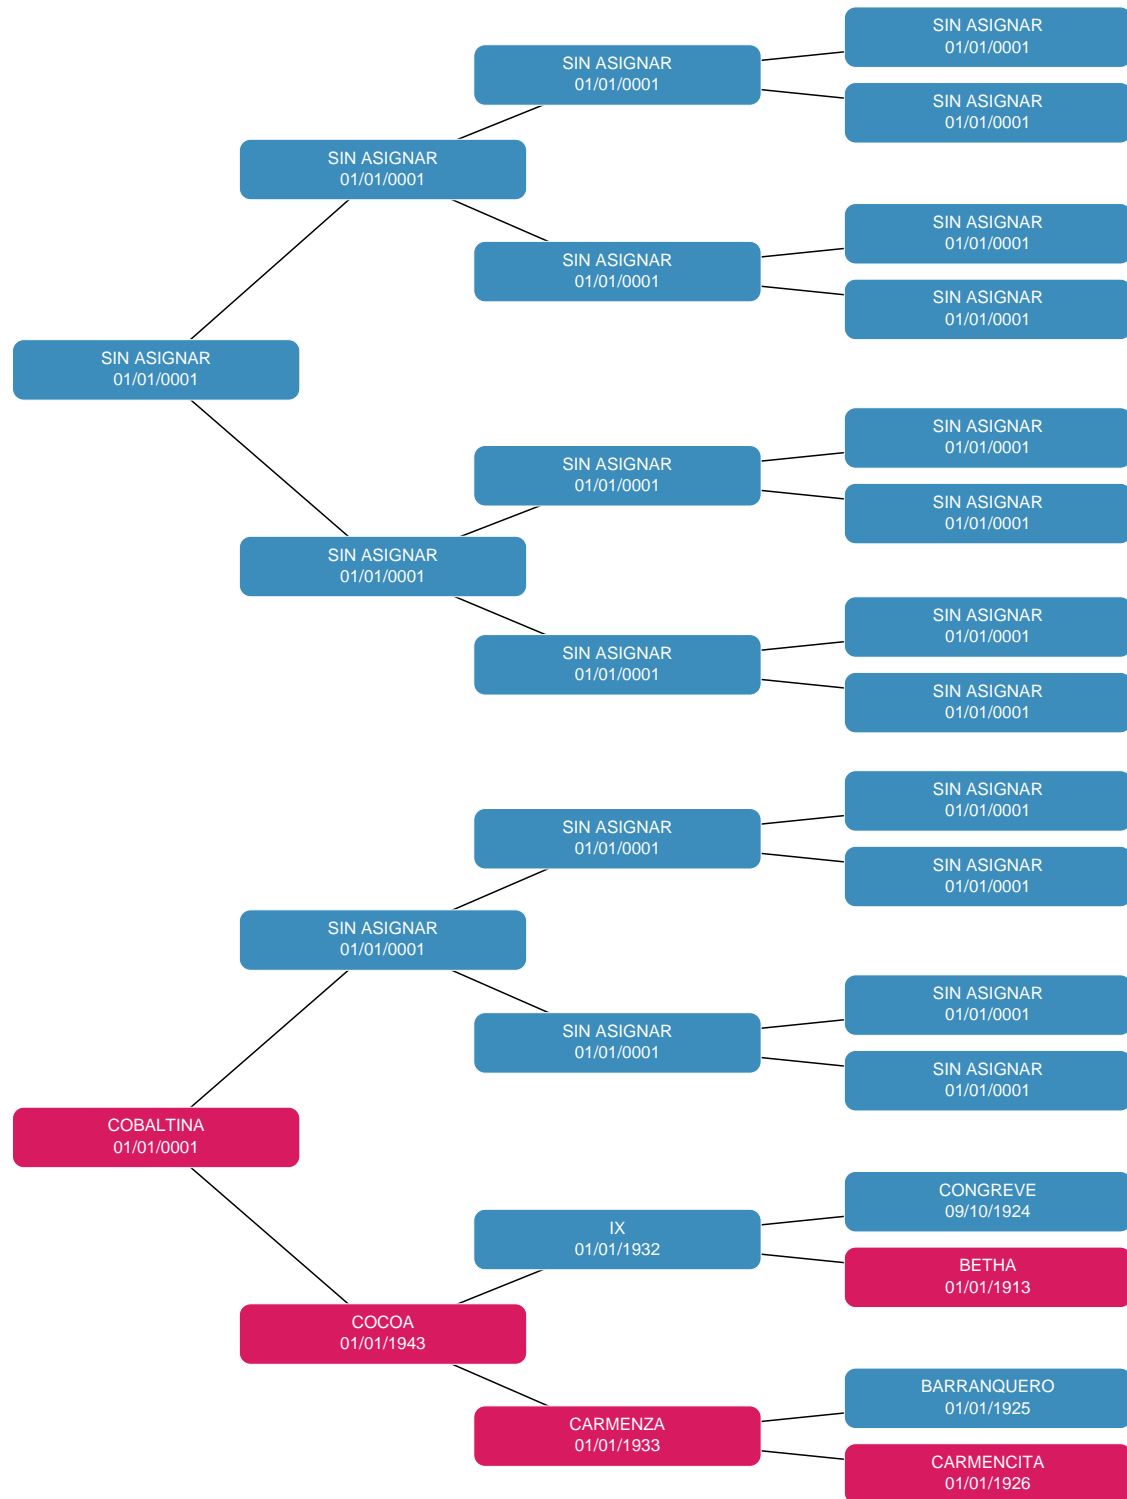 SIN ASIGNAR
01/01/0001
SIN ASIGNAR
01/01/0001
SIN ASIGNAR
01/01/0001
SIN ASIGNAR
01/01/0001
SIN ASIGNAR
01/01/0001
SIN ASIGNAR
01/01/0001
SIN ASIGNAR
01/01/0001
SIN ASIGNAR
01/01/0001
SIN ASIGNAR
01/01/0001
SIN ASIGNAR
01/01/0001
SIN ASIGNAR
01/01/0001
SIN ASIGNAR
01/01/0001
SIN ASIGNAR
01/01/0001
SIN ASIGNAR
01/01/0001
SIN ASIGNAR
01/01/0001
SIN ASIGNAR
01/01/0001
SIN ASIGNAR
01/01/0001
SIN ASIGNAR
01/01/0001
SIN ASIGNAR
01/01/0001
SIN ASIGNAR
01/01/0001
SIN ASIGNAR
01/01/0001
SIN ASIGNAR
01/01/0001
COBALTINA
01/01/0001
CONGREVE
09/10/1924
IX
01/01/1932
BETHA
01/01/1913
COCOA
01/01/1943
BARRANQUERO
01/01/1925
CARMENZA
01/01/1933
CARMENCITA
01/01/1926